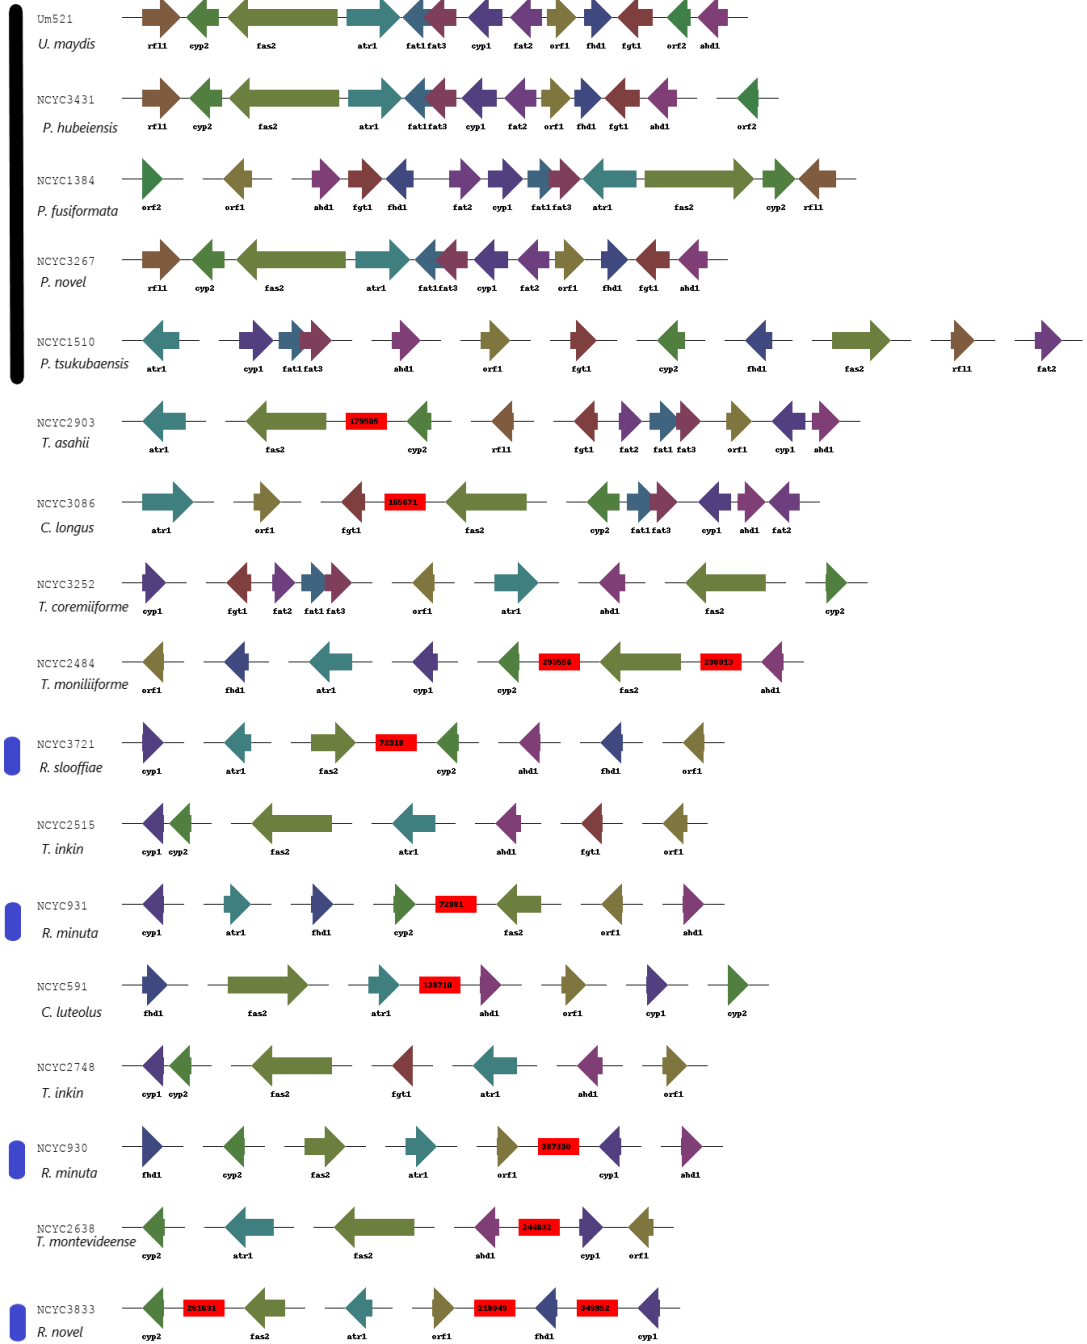 Um521
U. maydis
rfl1 cyp2 fas2 atr1 fat1 fat3 cyp1 fat2 orf1 fhd1 fgt1 orf2 ahd1
NCYC3431
P. hubeiensis
rfl1 cyp2 fas2 atr1 fat1 fat3 cyp1 fat2 orf1 fhd1 fgt1 ahd1 orf2
NCYC1384
P. fusiformata
orf2 orf1 ahd1 fgt1 fhd1 fat2 cyp1 fat1 fat3 atr1 fas2 cyp2 rfl1
NCYC3267
P. novel
rfl1 cyp2 fas2 atr1 fat1 fat3 cyp1 fat2 orf1 fhd1 fgt1 ahd1
NCYC1510
P. tsukubaensis
atr1 cyp1 fat1 fat3 ahd1 orf1 fgt1 cyp2 fhd1 fas2 rfl1 fat2
NCYC2903 179505
T. asahii
atr1 fas2 cyp2 rfl1 fgt1 fat2 fat1 fat3 orf1 cyp1 ahd1
NCYC3086 165671
C. longus
atr1 orf1 fgt1 fas2 cyp2 fat1 fat3 cyp1 ahd1 fat2
NCYC3252
T. coremiiforme
cyp1 fgt1 fat2 fat1 fat3 orf1 atr1 ahd1 fas2 cyp2
NCYC2484 293556 230013
T. moniliiforme
orf1 fhd1 atr1 cyp1 cyp2 fas2 ahd1
NCYC3721 72318
R. slooffiae
cyp1 atr1 fas2 cyp2 ahd1 fhd1 orf1
NCYC2515
T. inkin
cyp1 cyp2 fas2 atr1 ahd1 fgt1 orf1
NCYC931 72981
R. minuta
cyp1 atr1 fhd1 cyp2 fas2 orf1 ahd1
NCYC591 138710
C. luteolus
fhd1 fas2 atr1 ahd1 orf1 cyp1 cyp2
NCYC2748
T. inkin
cyp1 cyp2 fas2 fgt1 atr1 ahd1 orf1
NCYC930 387330
R. minuta
fhd1 cyp2 fas2 atr1 orf1 cyp1 ahd1
NCYC2638 244832
T. montevideense
cyp2 atr1 fas2 ahd1 cyp1 orf1
NCYC3833 218949 349952
R. novel
cyp2 fas2 atr1 orf1 fhd1 cyp1